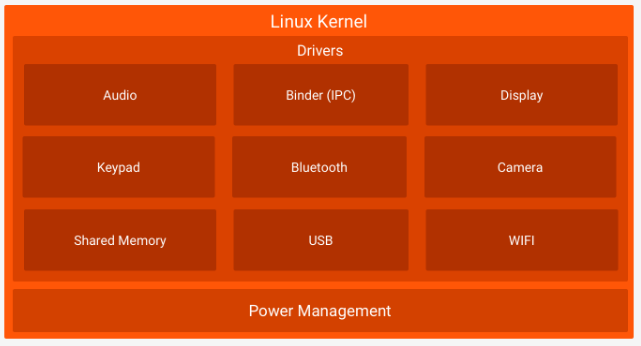 Linux Kernel
Drivers
Audio
Binder (IPC)
Display
Keypad
Bluetooth
Camera
Shared Memory
USB
WIFI
Power Management